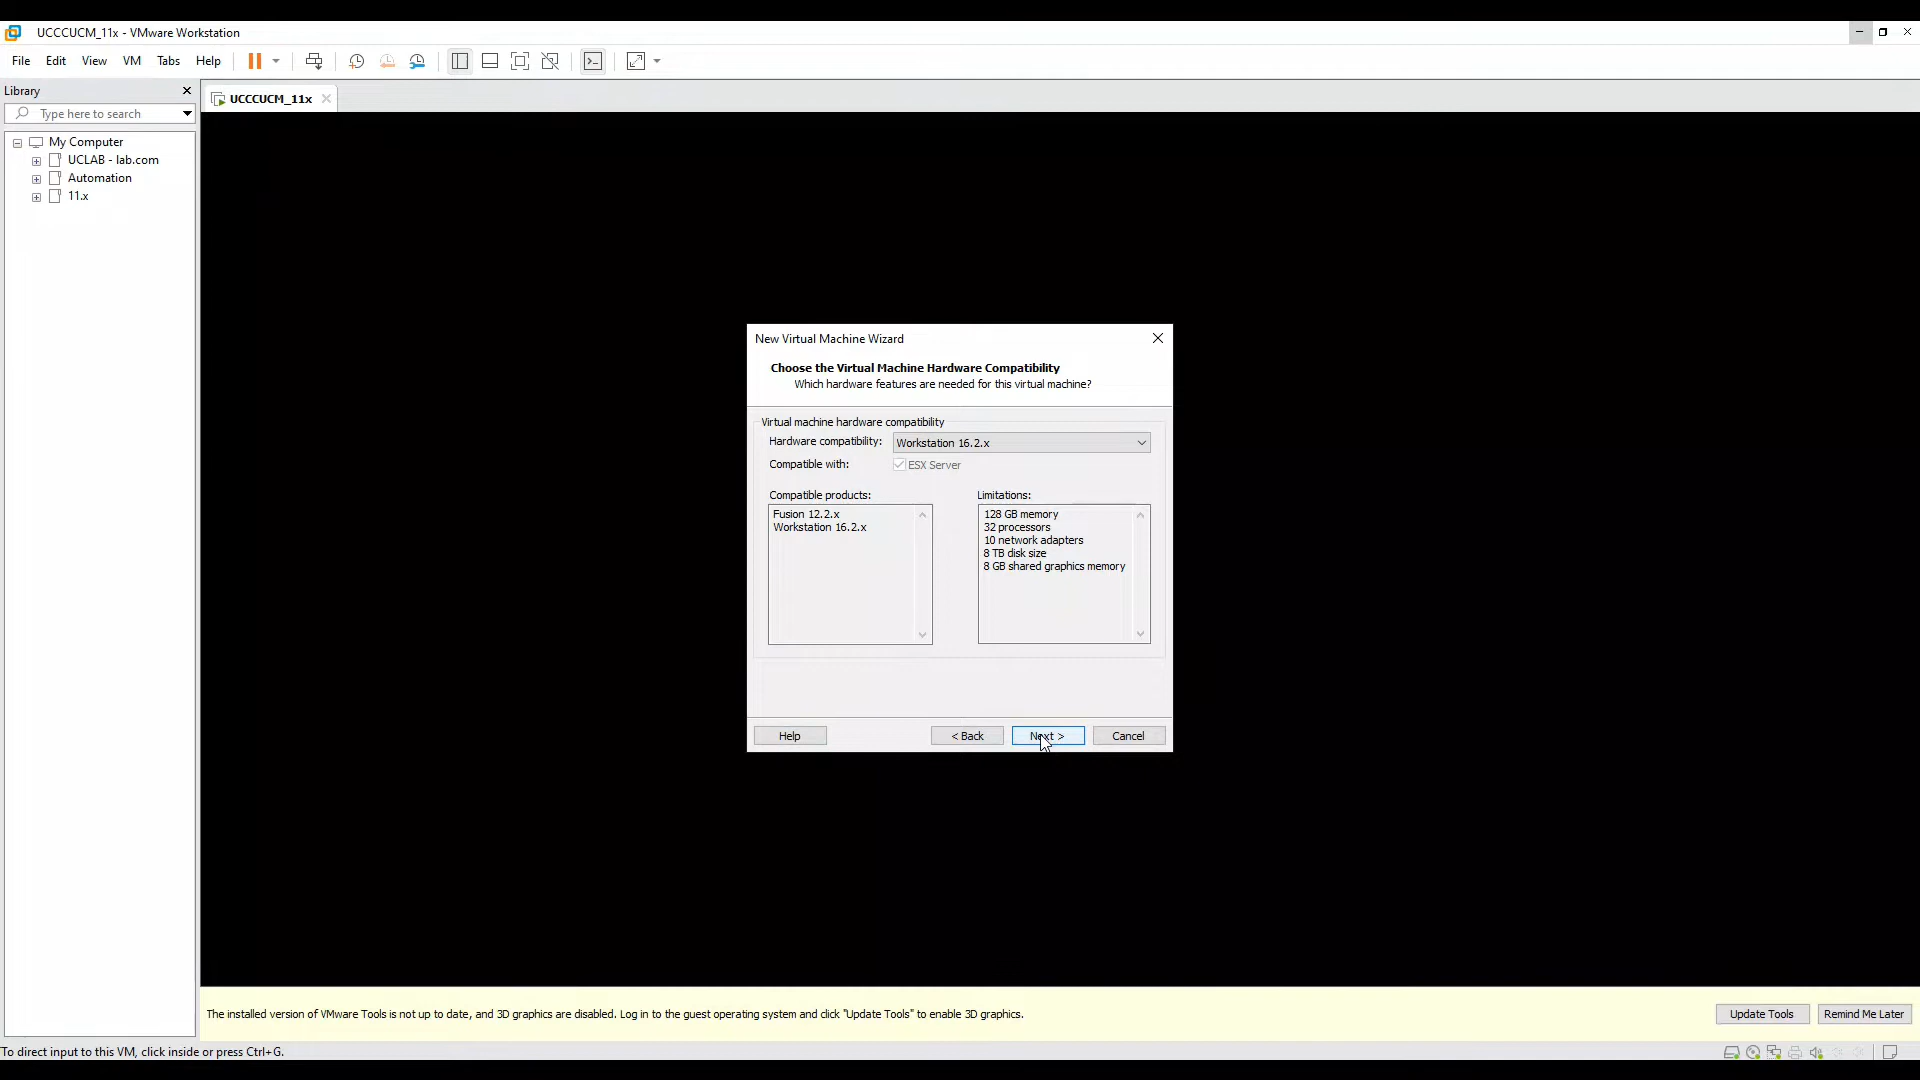 UCCCUCM_11x - VMware Workstation
File Edit View VM Tabs Help
Library
UCCCUCM_11x
Type here to search
My Computer
UCLAB - lab.com
Automation
11.x
New Virtual Machine Wizard
Choose the Virtual Machine Hardware Compatibility
Which hardware features are needed for this virtual machine?
Virtual machine hardware compatibility
Hardware compatibility: Workstation 16.2.x
Compatible with: ESX Server
Compatible products: Limitations:
Fusion 12.2.x
Workstation 16.2.x
128 GB memory
32 processors
10 network adapters
8 TB disk size
8 GB shared graphics memory
Help < Back Next > Cancel
The installed version of VMware Tools is not up to date, and 3D graphics are disabled. Log in to the guest operating system and click "Update Tools" to enable 3D graphics. Update Tools Remind Me Later
To direct input to this VM, click inside or press Ctrl+G.